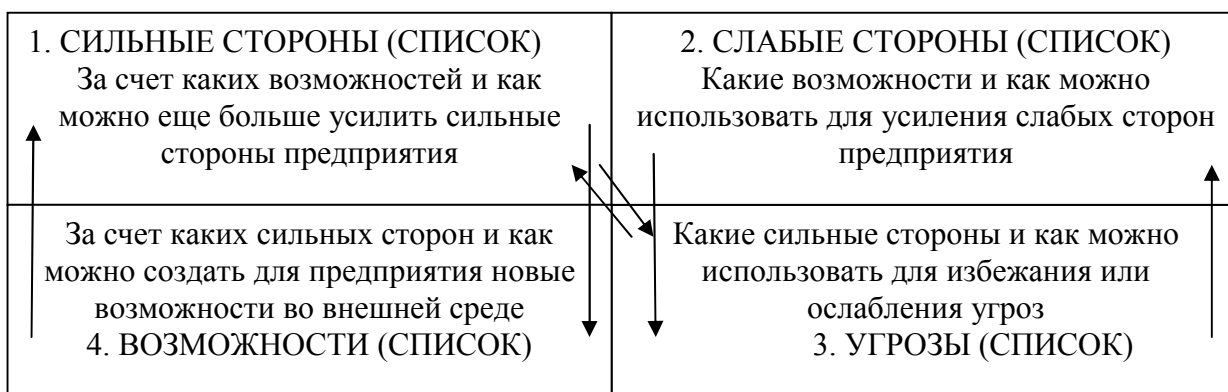 1. СИЛЬНЫЕ СТОРОНЫ (СПИСОК)
За счет каких возможностей и как
можно еще больше усилить сильные
стороны предприятия
2. СЛАБЫЕ СТОРОНЫ (СПИСОК)
Какие возможности и как можно
использовать для усиления слабых сторон
предприятия
За счет каких сильных сторон и как
можно создать для предприятия новые
возможности во внешней среде
4. ВОЗМОЖНОСТИ (СПИСОК)
Какие сильные стороны и как можно
использовать для избежания или
ослабления угроз
3. УГРОЗЫ (СПИСОК)